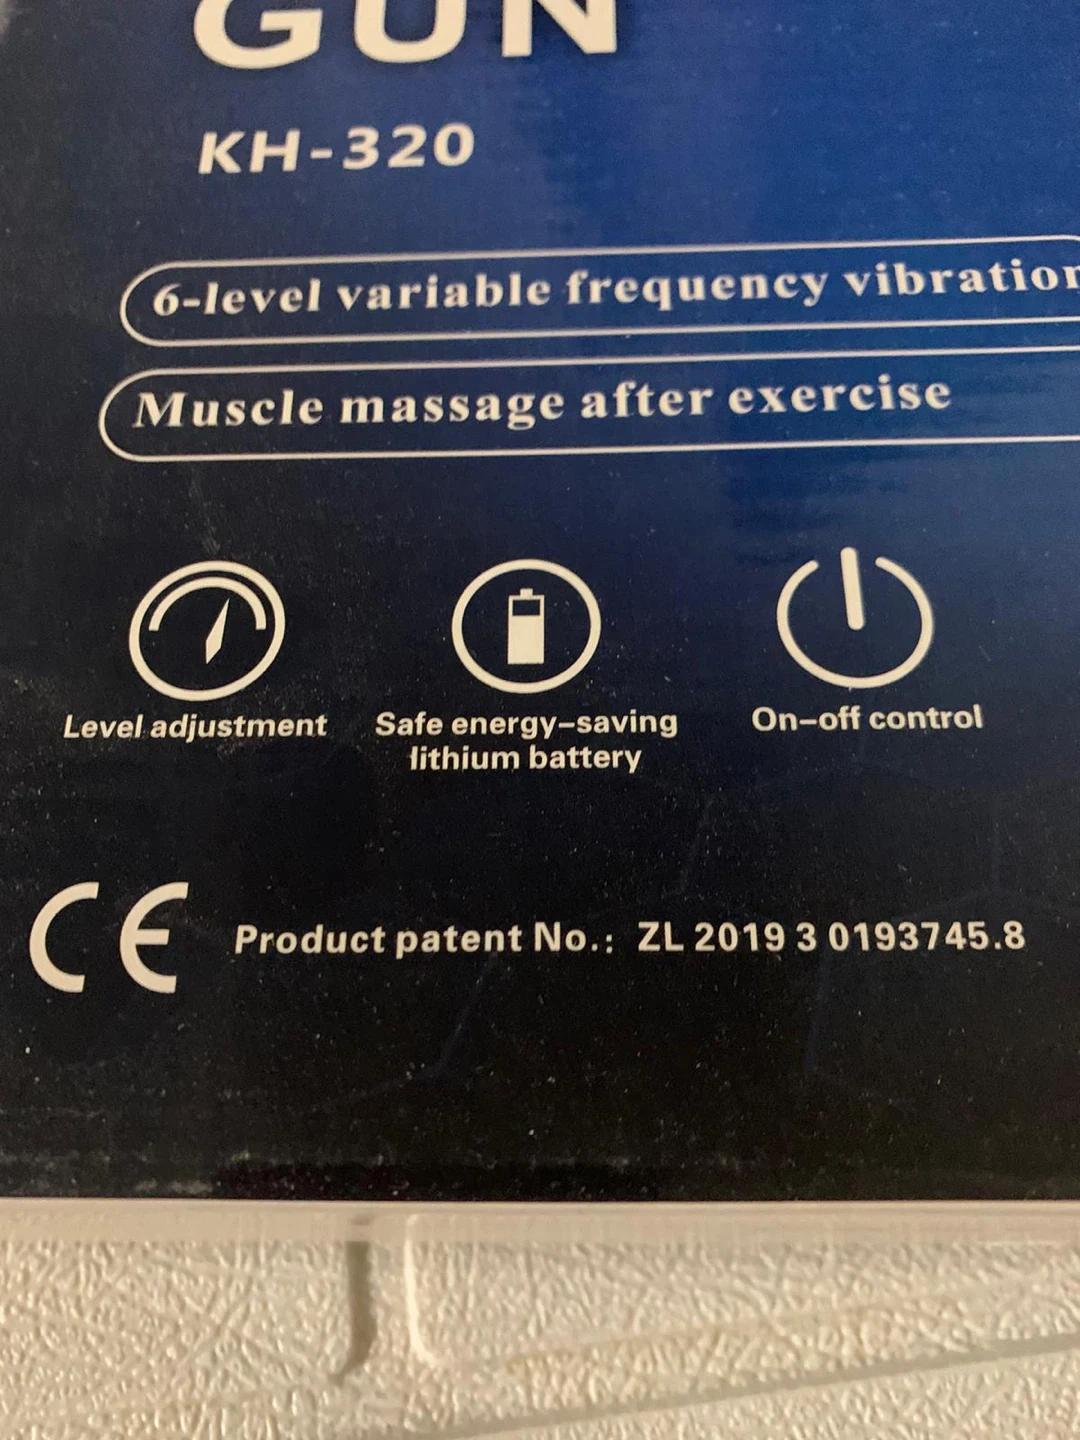 GUN
KH-320
6-level variable frequency vibration
Muscle massage after exercise
Level adjustment
Safe energy-saving
lithium battery
On-off control
CE Product patent No.: ZL 2019 3 0193745.8